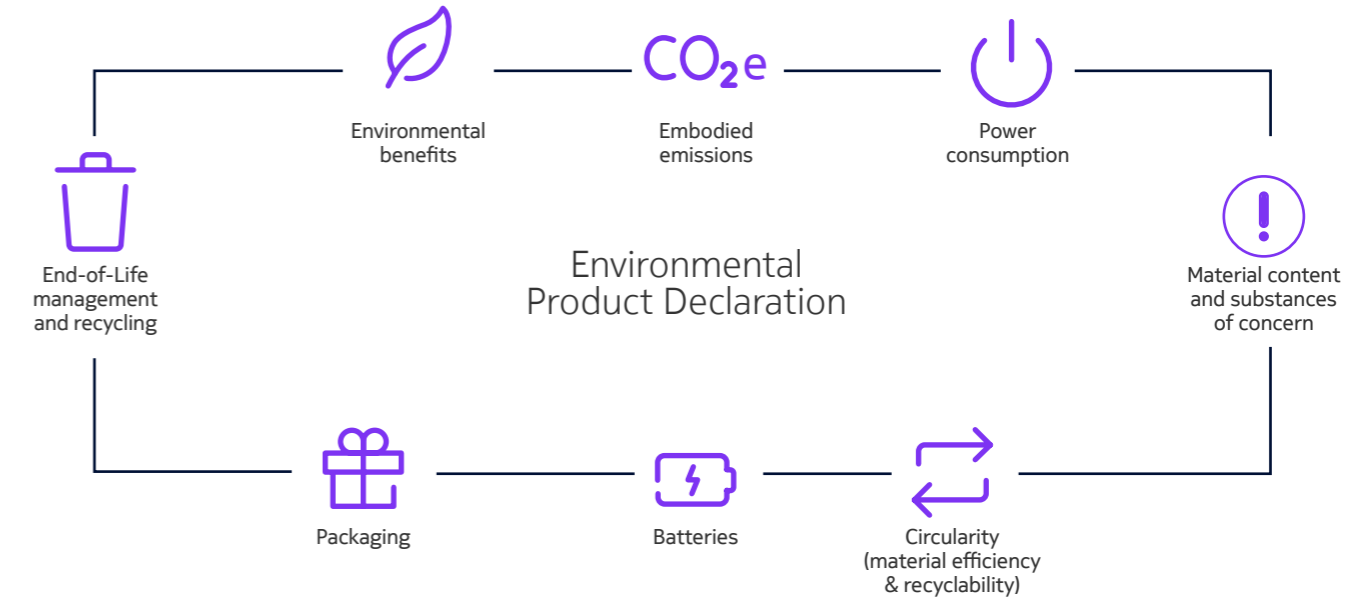 CO₂e
Environmental
benefits
Embodied
emissions
Power
consumption
End-of-Life
management
and recycling
Environmental
Product Declaration
Material content
and substances
of concern
Packaging
Batteries
Circularity
(material efficiency
& recyclability)